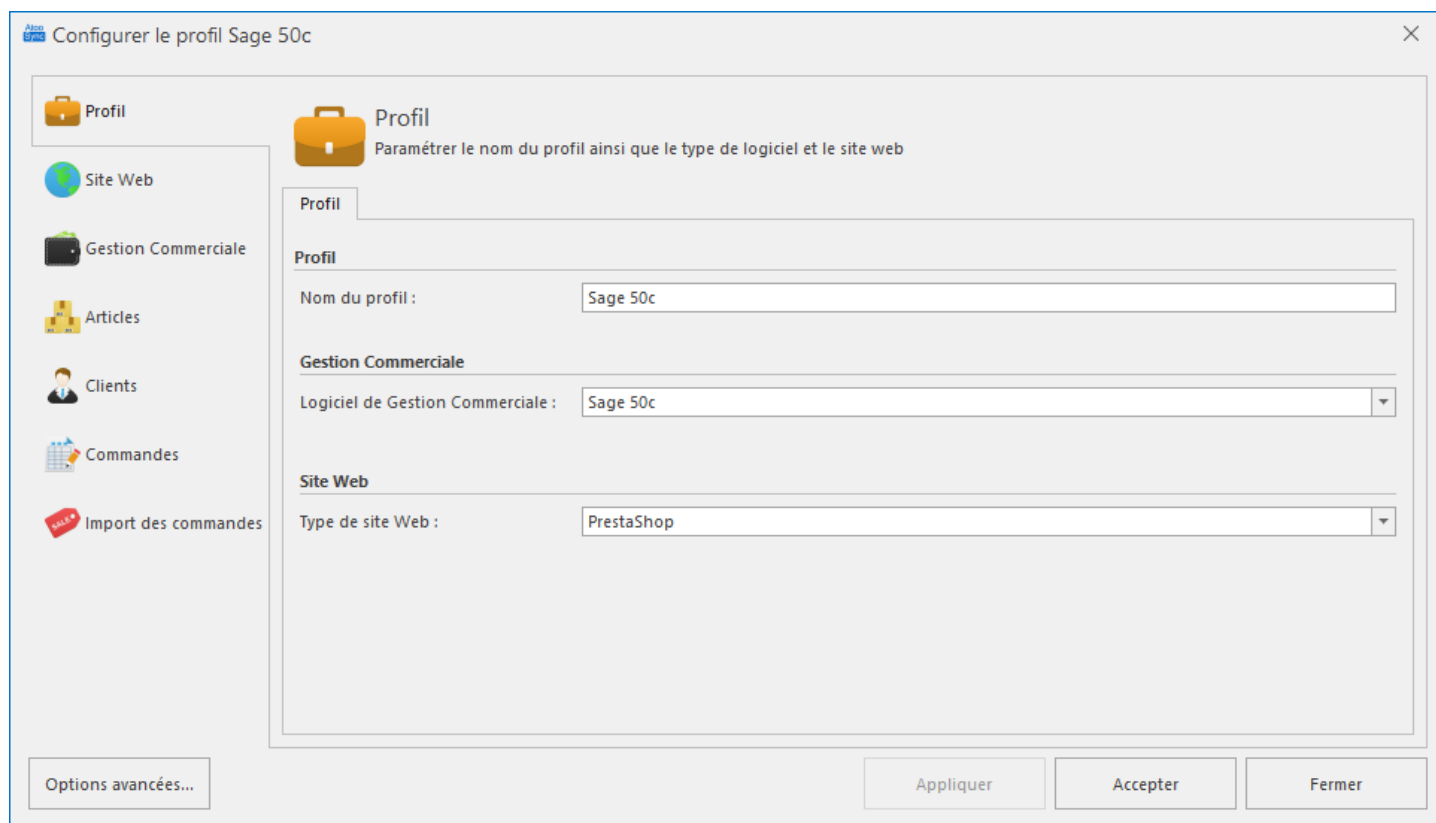 Aton Sync Configurer le profil Sage 50c
Profil
Site Web
Gestion Commerciale
Articles
Clients
Commandes
SALE Import des commandes
Profil
Paramétrer le nom du profil ainsi que le type de logiciel et le site web
Profil
Profil
Nom du profil : Sage 50c
Gestion Commerciale
Logiciel de Gestion Commerciale : Sage 50c
Site Web
Type de site Web : PrestaShop
Options avancées... Appliquer Accepter Fermer